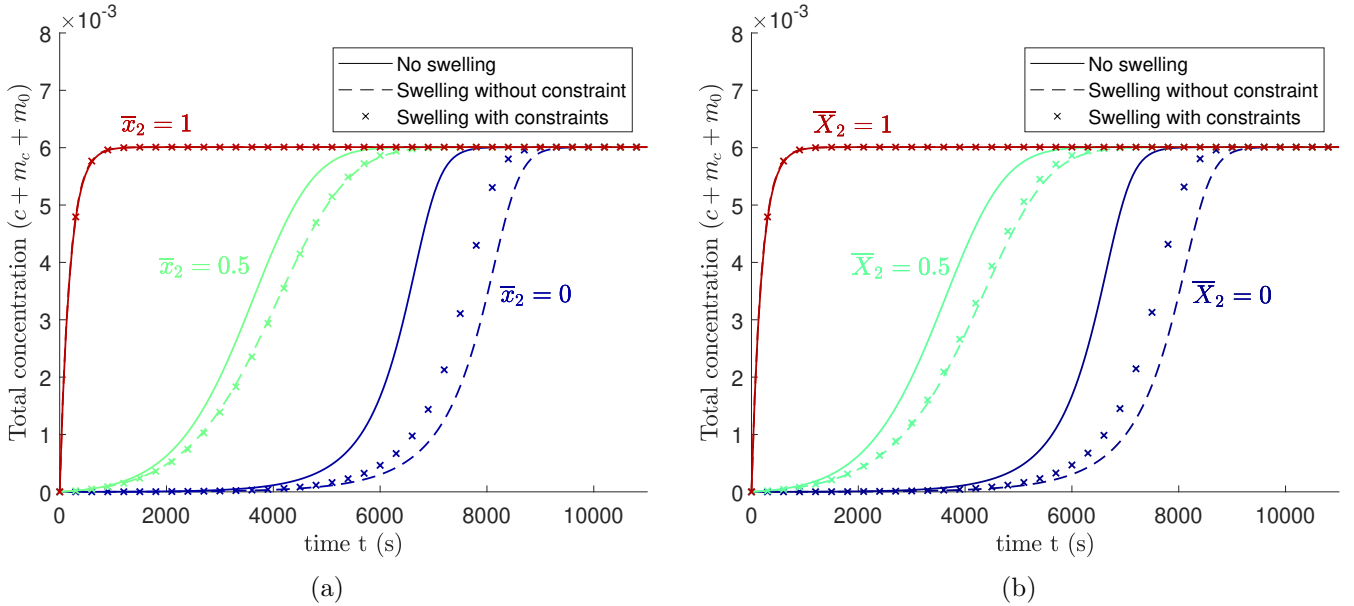 ×10⁻³
8
7
6
5
4
3
2
1
0
Total concentration (c + m_c + m_0)
No swelling
Swelling without constraint
Swelling with constraints
x̅₂ = 1
x̅₂ = 0.5
x̅₂ = 0
0 2000 4000 6000 8000 10000
time t (s)
(a)
×10⁻³
8
7
6
5
4
3
2
1
0
Total concentration (c + m_c + m_0)
No swelling
Swelling without constraint
Swelling with constraints
X̅₂ = 1
X̅₂ = 0.5
X̅₂ = 0
0 2000 4000 6000 8000 10000
time t (s)
(b)